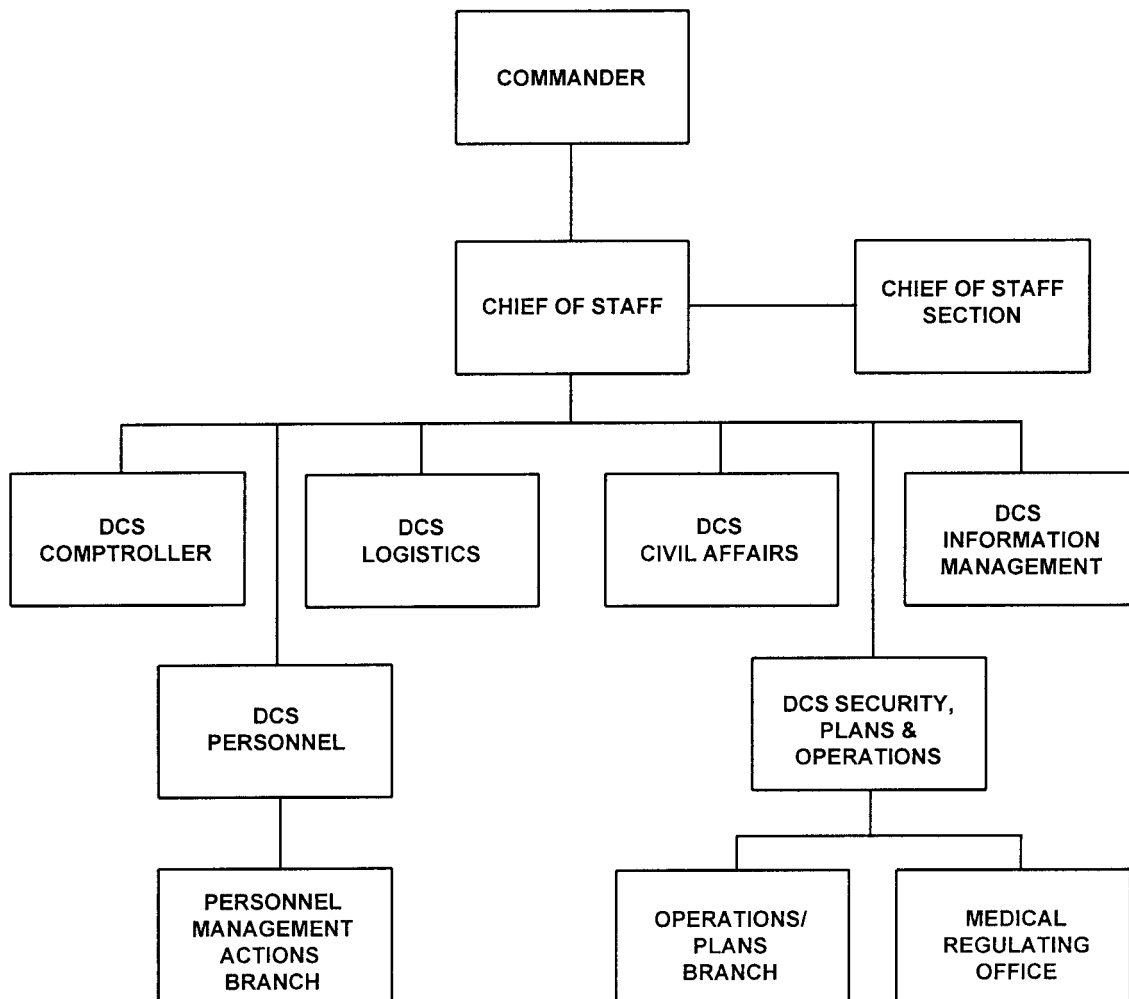 COMMANDER
CHIEF OF STAFF
CHIEF OF STAFF
SECTION
DCS
COMPTROLLER
DCS
LOGISTICS
DCS
CIVIL AFFAIRS
DCS
INFORMATION
MANAGEMENT
DCS
PERSONNEL
DCS SECURITY,
PLANS &
OPERATIONS
PERSONNEL
MANAGEMENT
ACTIONS
BRANCH
OPERATIONS/
PLANS
BRANCH
MEDICAL
REGULATING
OFFICE